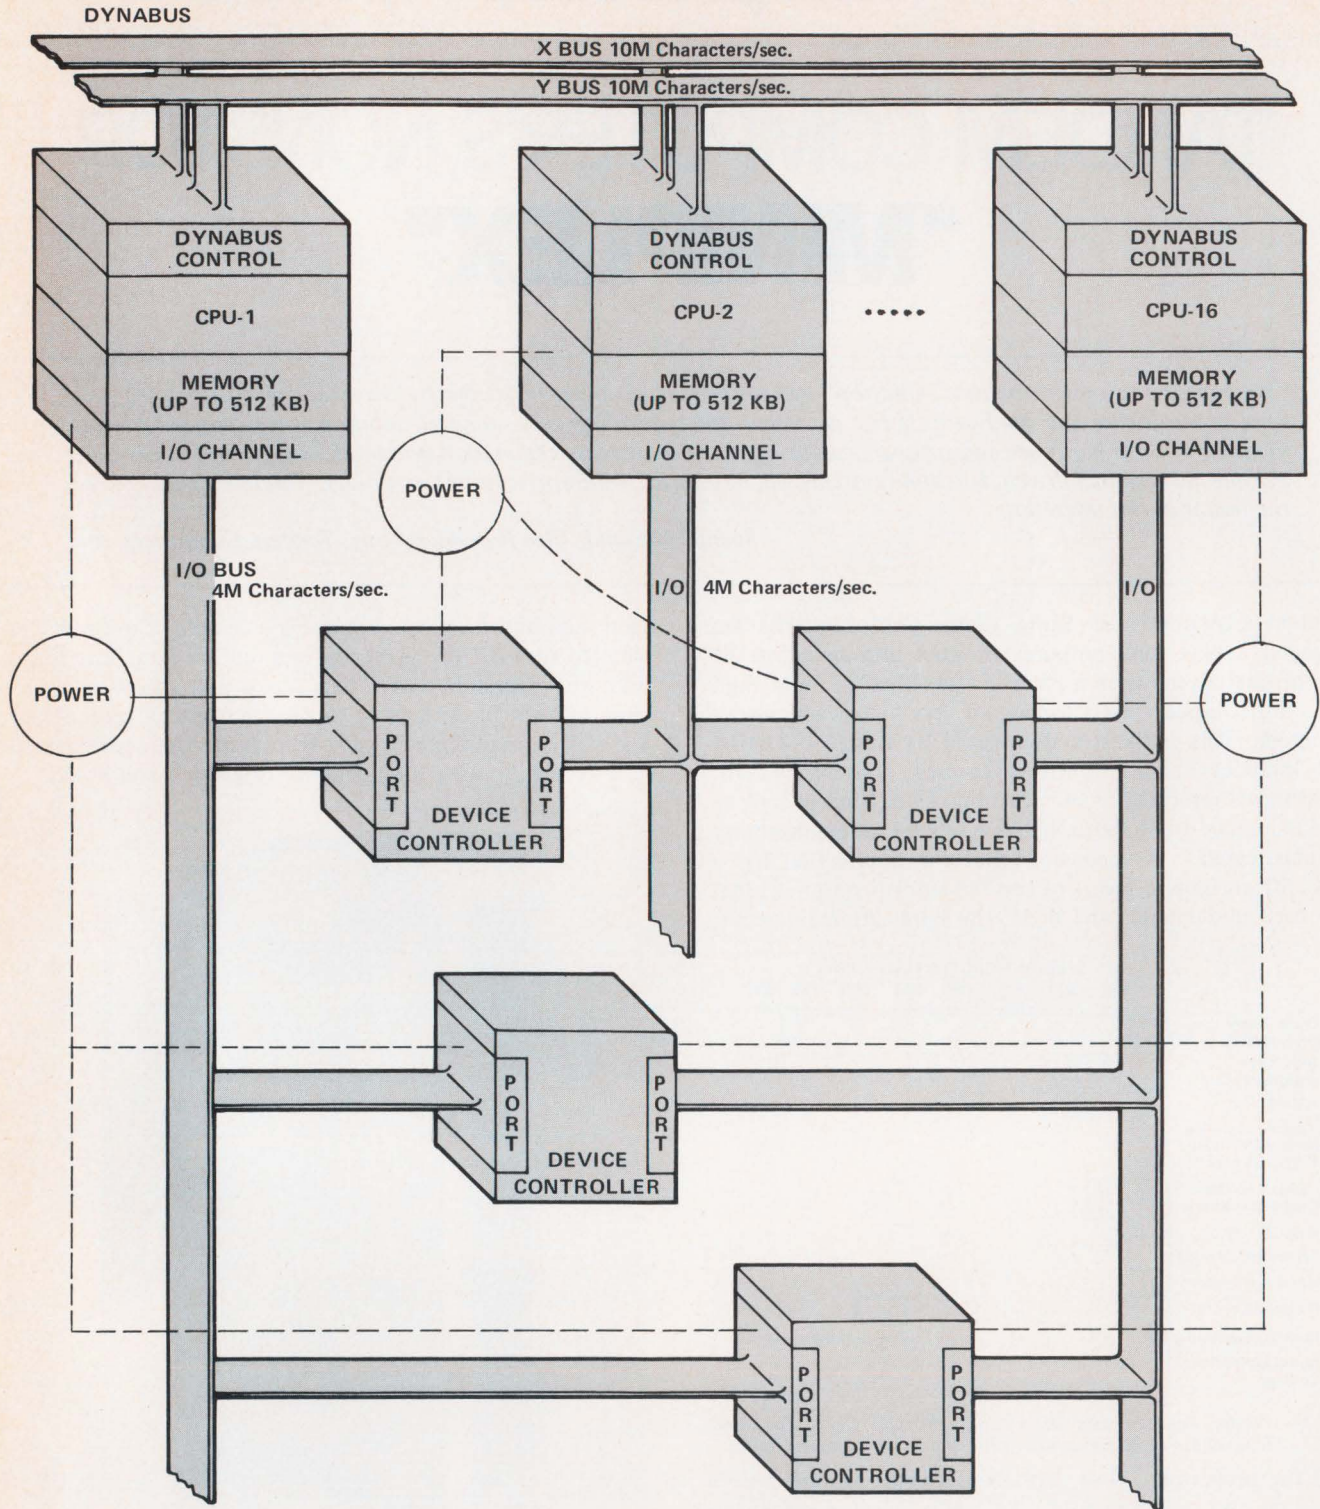 DYNABUS
X BUS 10M Characters/sec.
Y BUS 10M Characters/sec.
DYNABUS
CONTROL
CPU-1
MEMORY
(UP TO 512 KB)
I/O CHANNEL
DYNABUS
CONTROL
CPU-2
MEMORY
(UP TO 512 KB)
I/O CHANNEL
.....
DYNABUS
CONTROL
CPU-16
MEMORY
(UP TO 512 KB)
I/O CHANNEL
POWER
I/O BUS
4M Characters/sec.
I/O
4M Characters/sec.
I/O
POWER
POWER
PORT
PORT
DEVICE
CONTROLLER
PORT
PORT
DEVICE
CONTROLLER
PORT
PORT
DEVICE
CONTROLLER
PORT
PORT
DEVICE
CONTROLLER